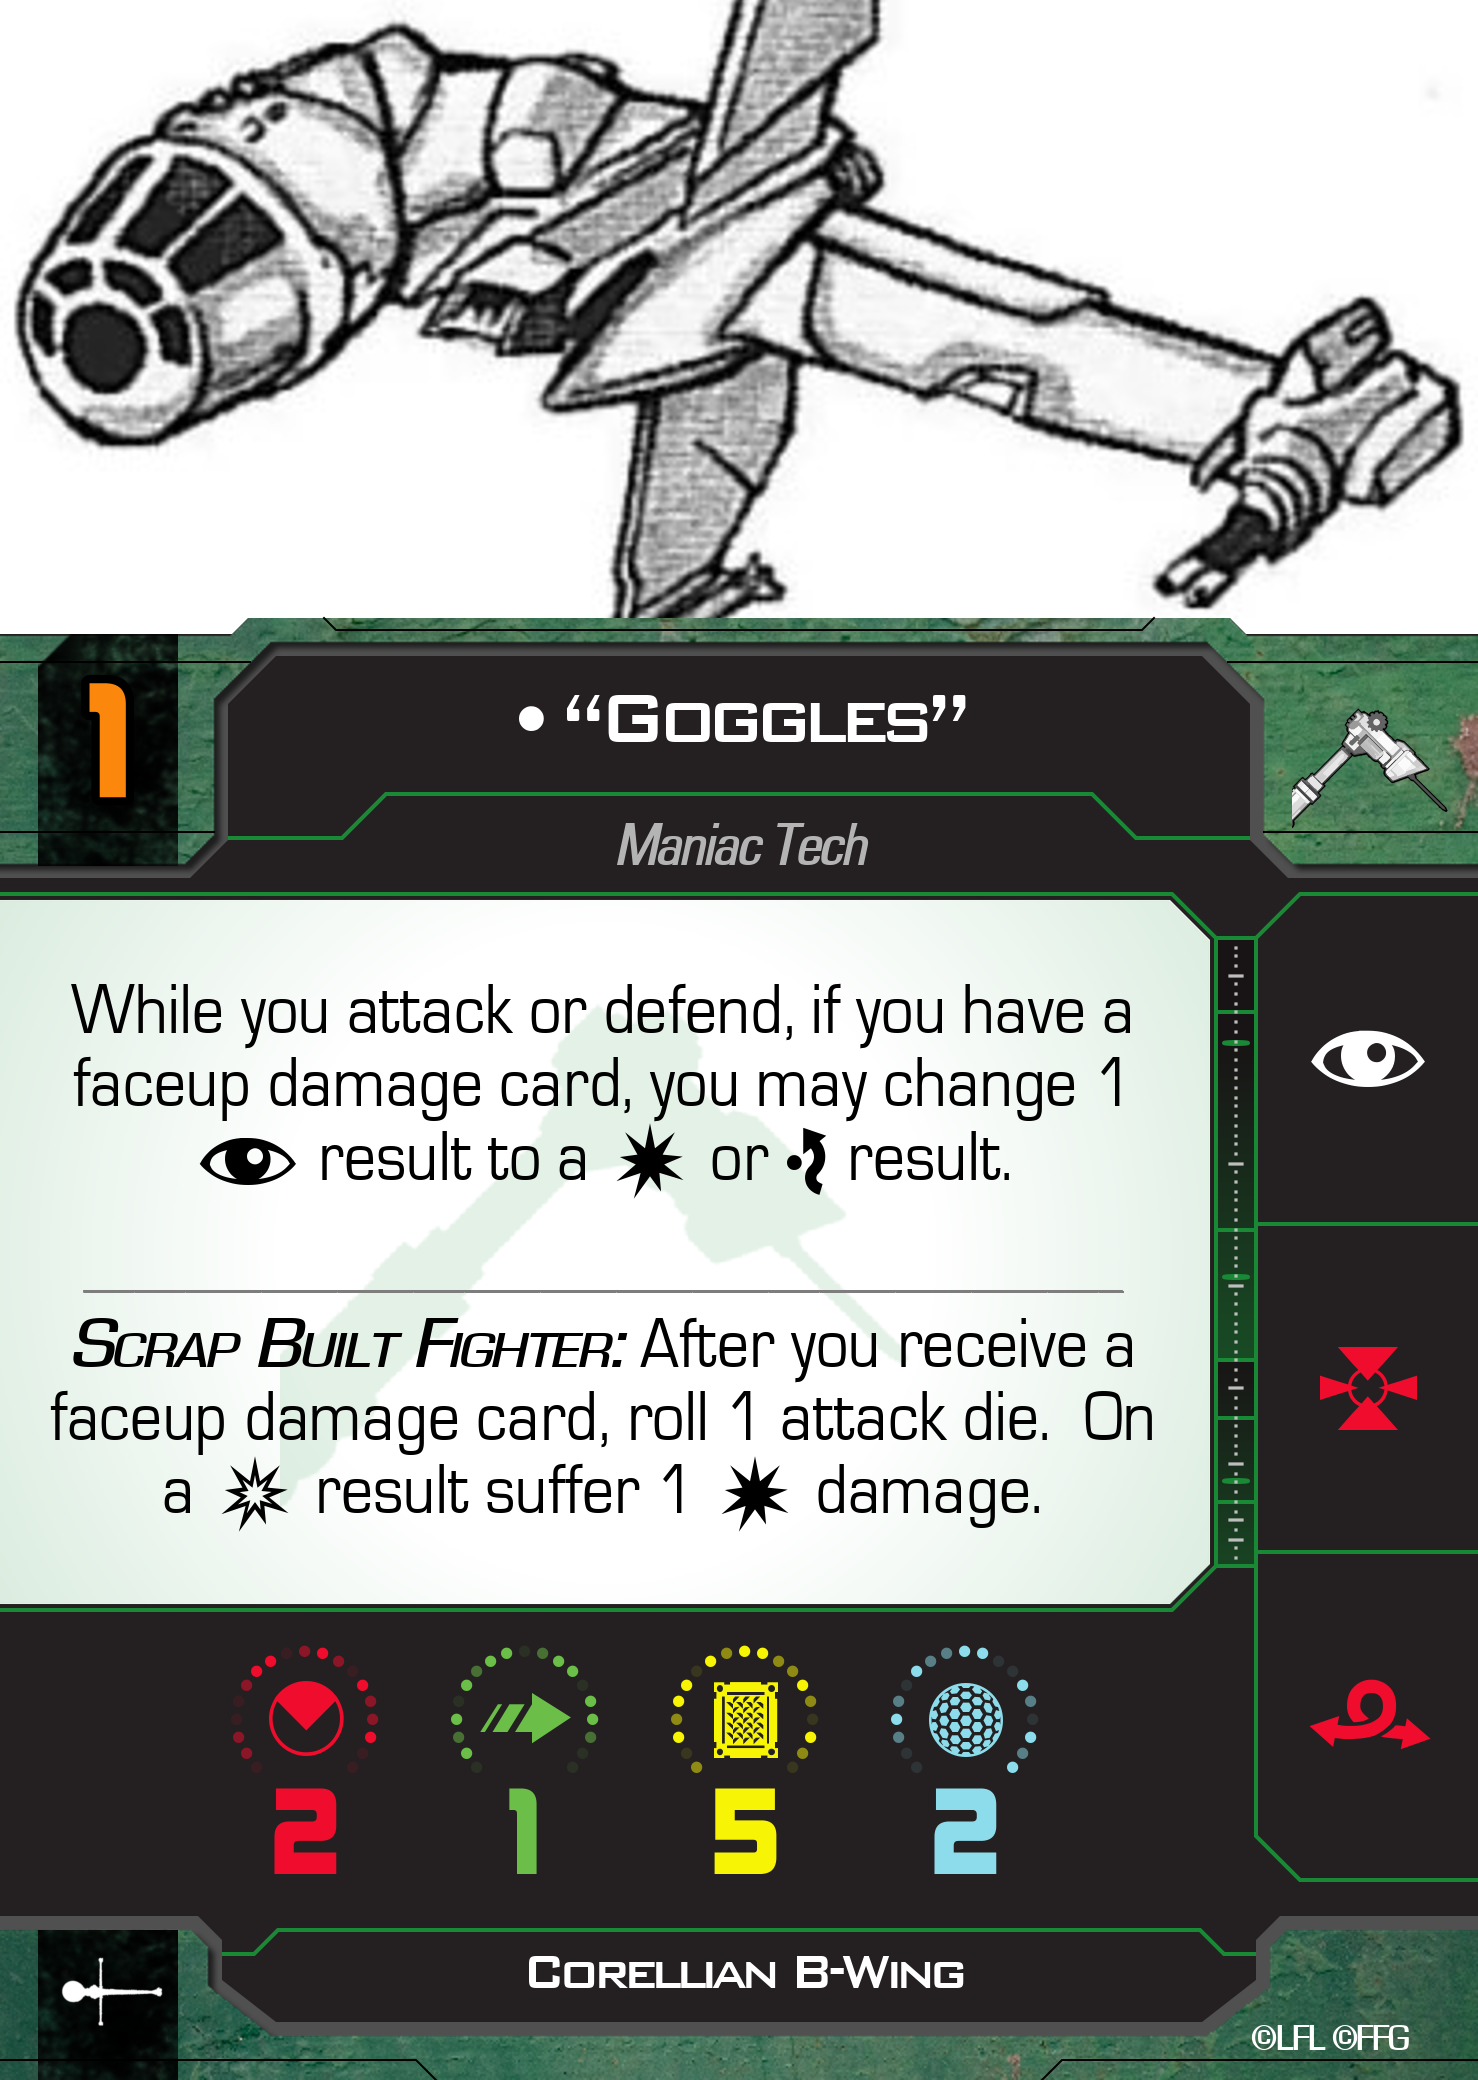 1
• “GOGGLES”
Maniac Tech
While you attack or defend, if you have a
faceup damage card, you may change 1
result to a or result.
SCRAP BUILT FIGHTER: After you receive a
faceup damage card, roll 1 attack die. On
a result suffer 1 damage.
2 1 5 2
CORELLIAN B-WING
©LFL ©FFG